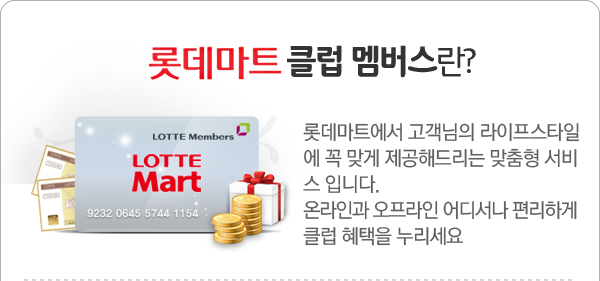 롯데마트 클럽 멤버스란?
LOTTE Members
LOTTE
Mart
9232 0645 5744 1154
롯데마트에서 고객님의 라이프스타일
에 꼭 맞게 제공해드리는 맞춤형 서비
스 입니다.
온라인과 오프라인 어디서나 편리하게
클럽 혜택을 누리세요